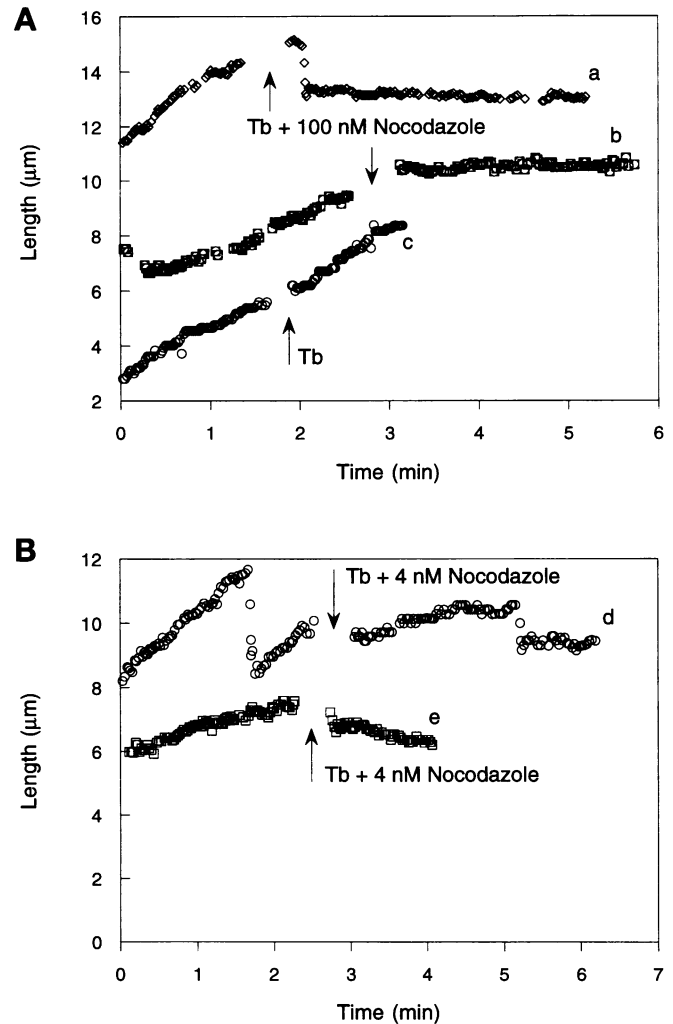 A
16
14
12
10
8
6
4
2
Length (μm)
a
Tb + 100 nM Nocodazole
b
c
Tb
0 1 2 3 4 5 6
Time (min)
B
12
10
8
6
4
2
0
Length (μm)
Tb + 4 nM Nocodazole
d
e
Tb + 4 nM Nocodazole
0 1 2 3 4 5 6 7
Time (min)